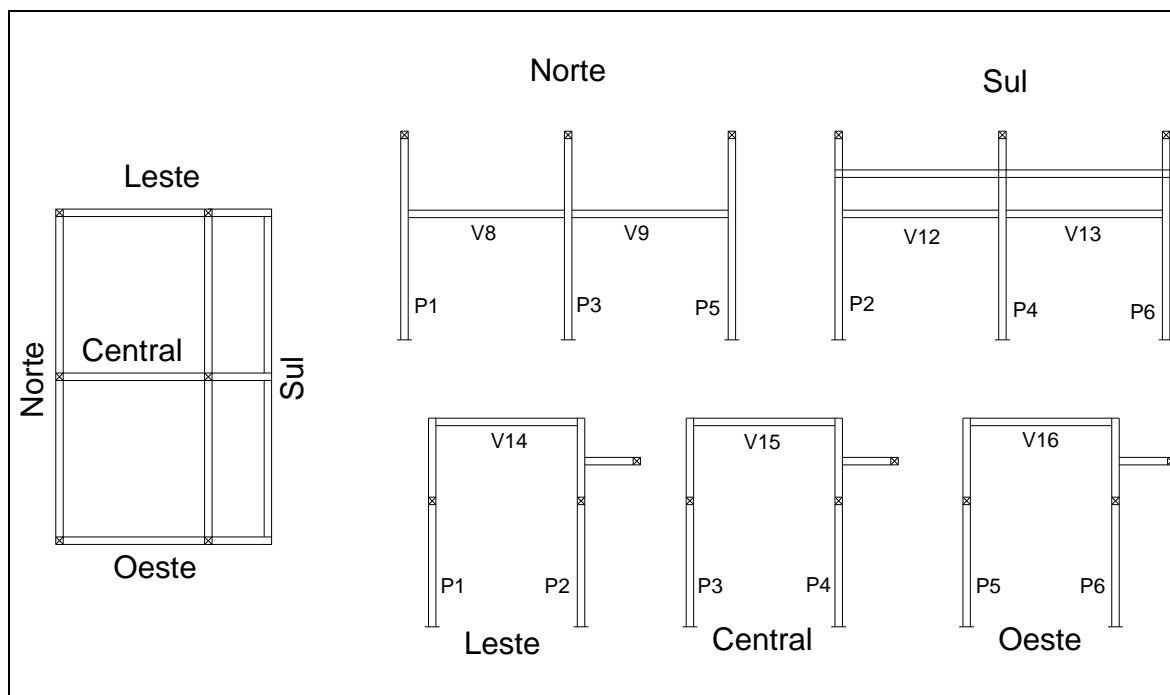 Norte
Sul
Leste
V8
V9
V12
V13
P1
P3
P5
P2
P4
P6
Norte
Central
Sul
Oeste
V14
V15
V16
P1
P2
P3
P4
P5
P6
Leste
Central
Oeste